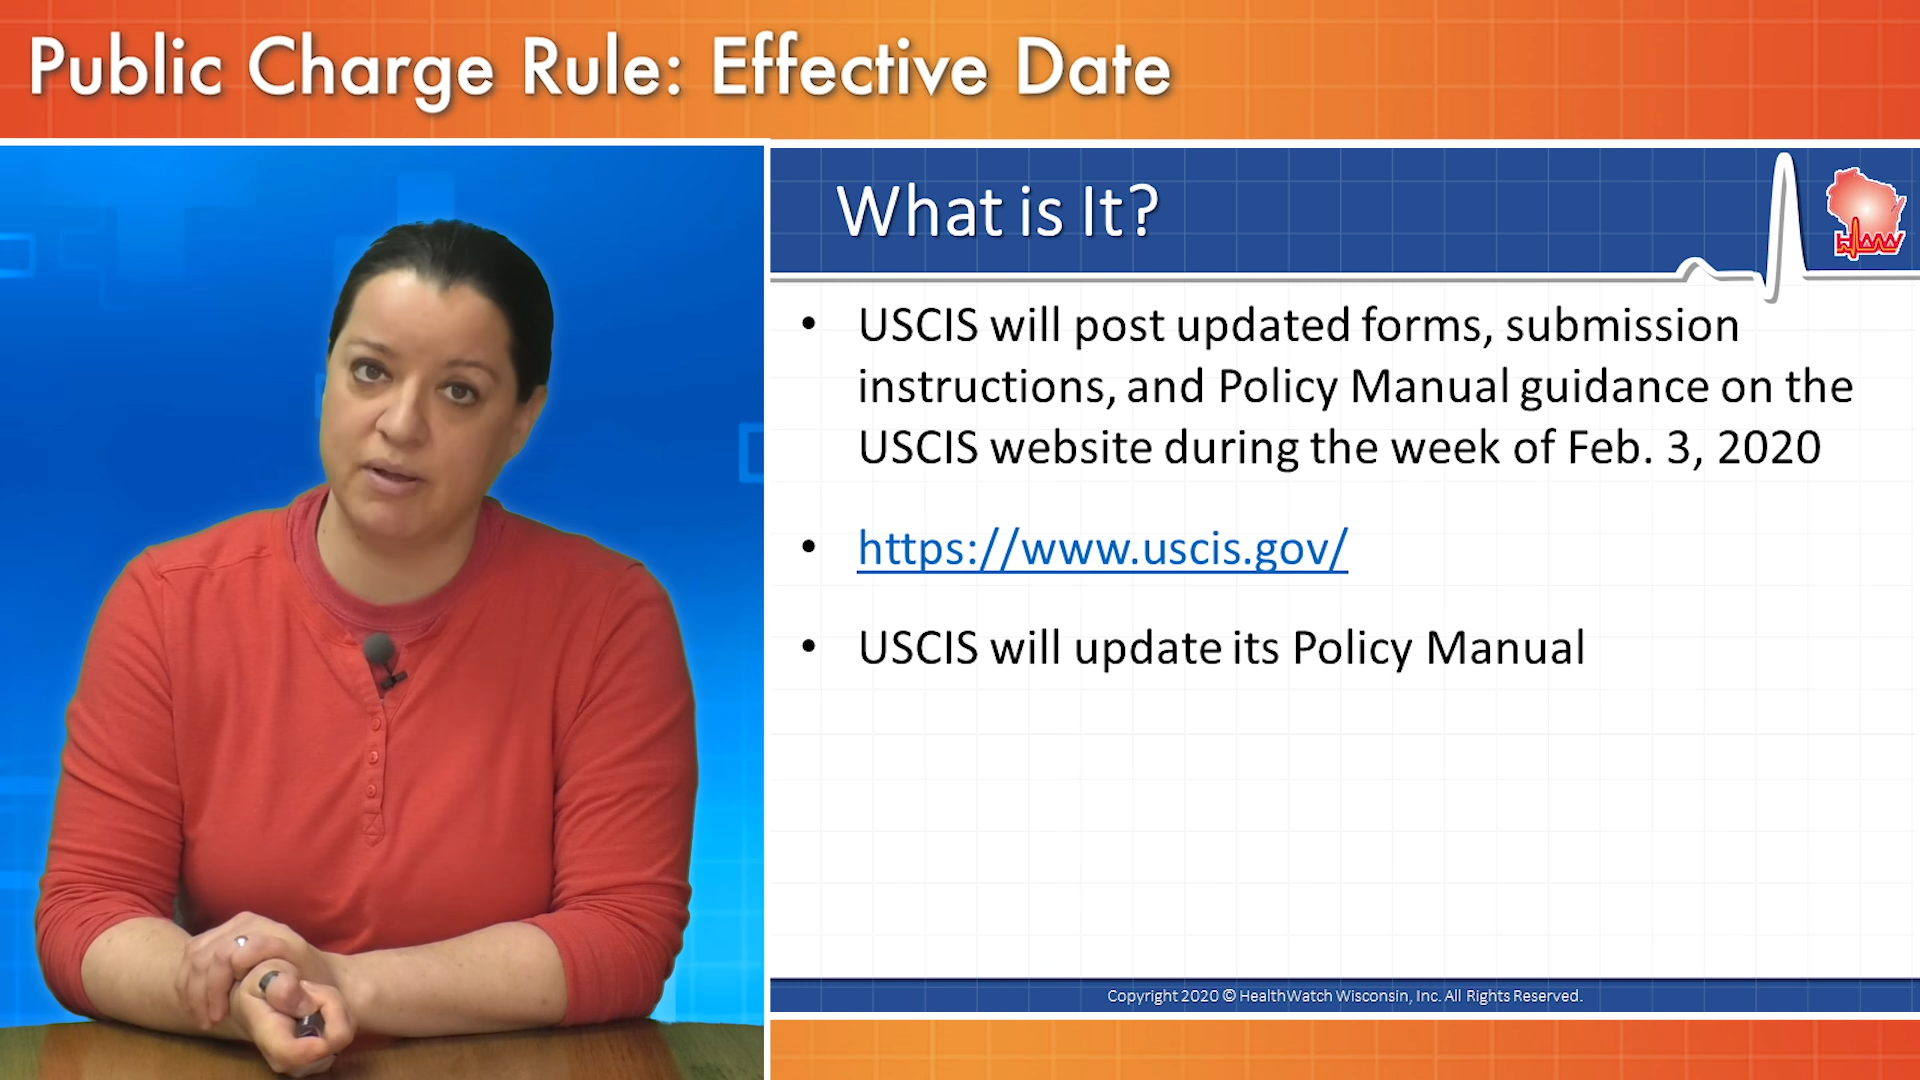 Public Charge Rule: Effective Date
What is It?
• USCIS will post updated forms, submission
instructions, and Policy Manual guidance on the
USCIS website during the week of Feb. 3, 2020
• https://www.uscis.gov/
• USCIS will update its Policy Manual
HWW
Copyright 2020 © HealthWatch Wisconsin, Inc. All Rights Reserved.